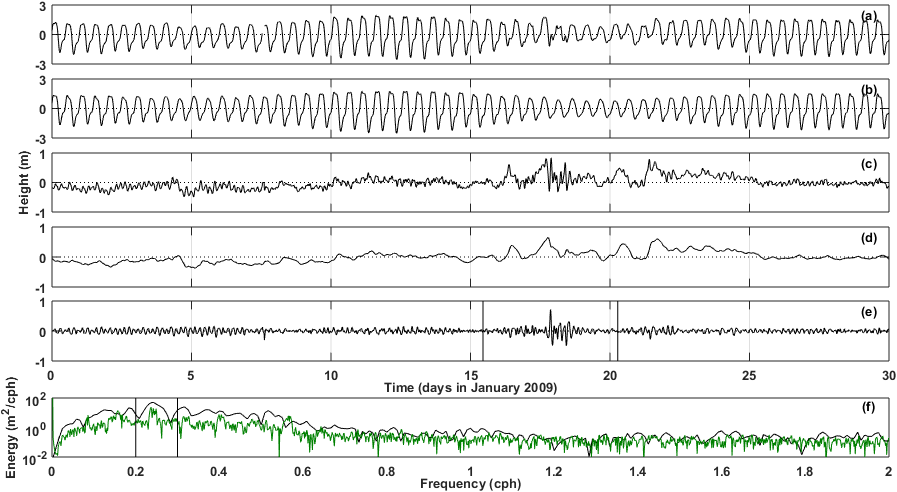 3
0
-3
(a)
3
0
-3
(b)
Height (m)
1
0
-1
(c)
1
0
-1
(d)
1
0
-1
(e)
0 5 10 15 20 25 30
Time (days in January 2009)
Energy (m²/cph)
10²
10⁰
10⁻²
(f)
0 0.2 0.4 0.6 0.8 1 1.2 1.4 1.6 1.8 2
Frequency (cph)